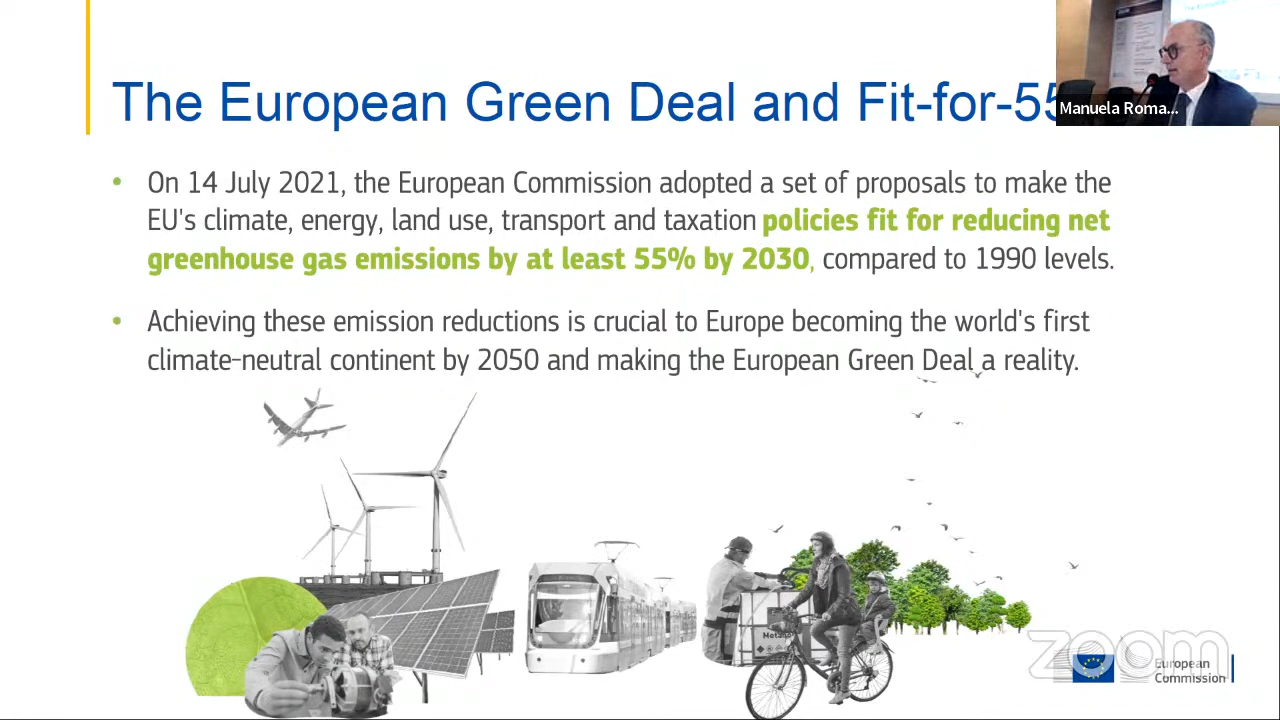 The European Green Deal and Fit-for-55
Manuela Roma...
• On 14 July 2021, the European Commission adopted a set of proposals to make the
EU's climate, energy, land use, transport and taxation policies fit for reducing net
greenhouse gas emissions by at least 55% by 2030, compared to 1990 levels.
• Achieving these emission reductions is crucial to Europe becoming the world's first
climate-neutral continent by 2050 and making the European Green Deal a reality.
zoom
European
Commission